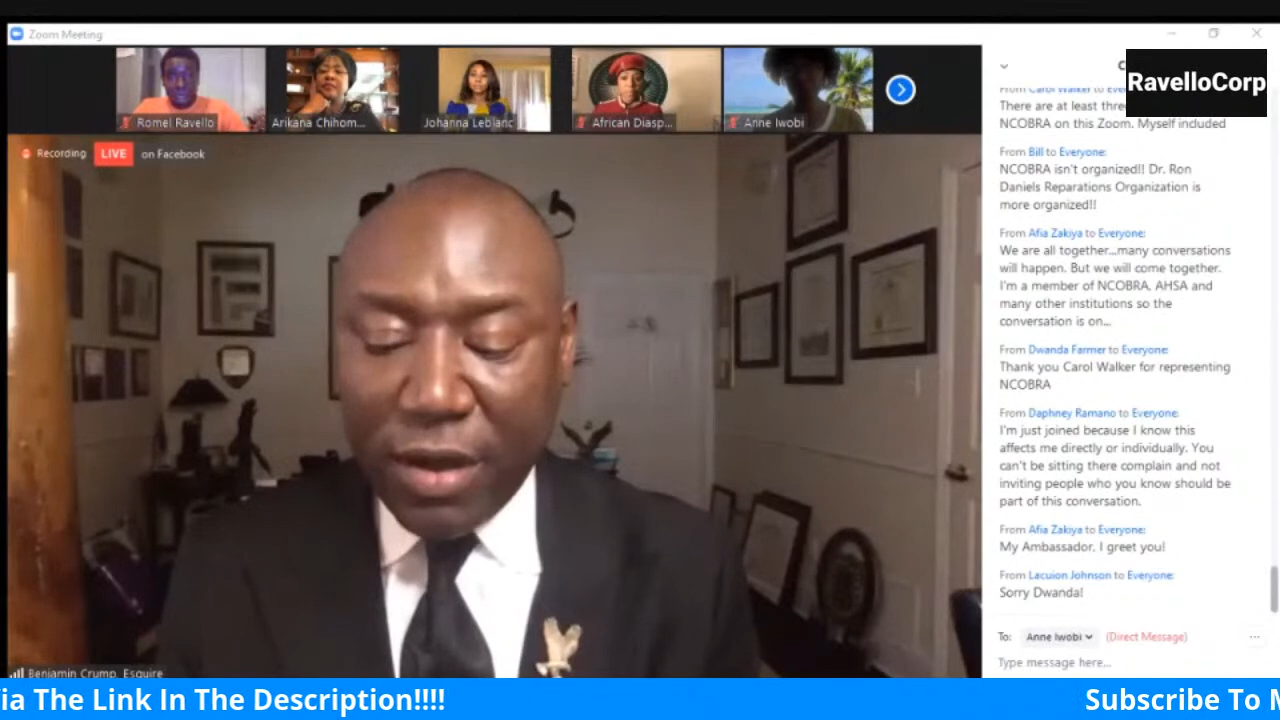 Zoom Meeting
RavelloCorp
Romel Ravello
Arikana Chihom...
Johanna Leblanc
African Diasp...
Anne Iwobi
Recording LIVE on Facebook
From Carol Walker to
There are at least
NCOBRA on this Zoom. Myself included
From Bill to Everyone:
NCOBRA isn't organized!! Dr. Ron
Daniels Reparations Organization is
more organized!!
From Afia Zakiya to Everyone:
We are all together...many conversations
will happen. But we will come together.
I'm a member of NCOBRA, AHSA and
many other institutions so the
conversation is on...
From Dwanda Farmer to Everyone:
Thank you Carol Walker for representing
NCOBRA
From Daphney Ramano to Everyone:
I'm just joined because I know this
affects me directly or individually. You
can't be sitting there complain and not
inviting people who you know should be
part of this conversation.
From Afia Zakiya to Everyone:
My Ambassador, I greet you!
From Lacuion Johnson to Everyone:
Sorry Dwanda!
To: Anne Iwobi (Direct Message)
Type message here...
Benjamin Crump, Esquire
ia The Link In The Description!!!! Subscribe To M